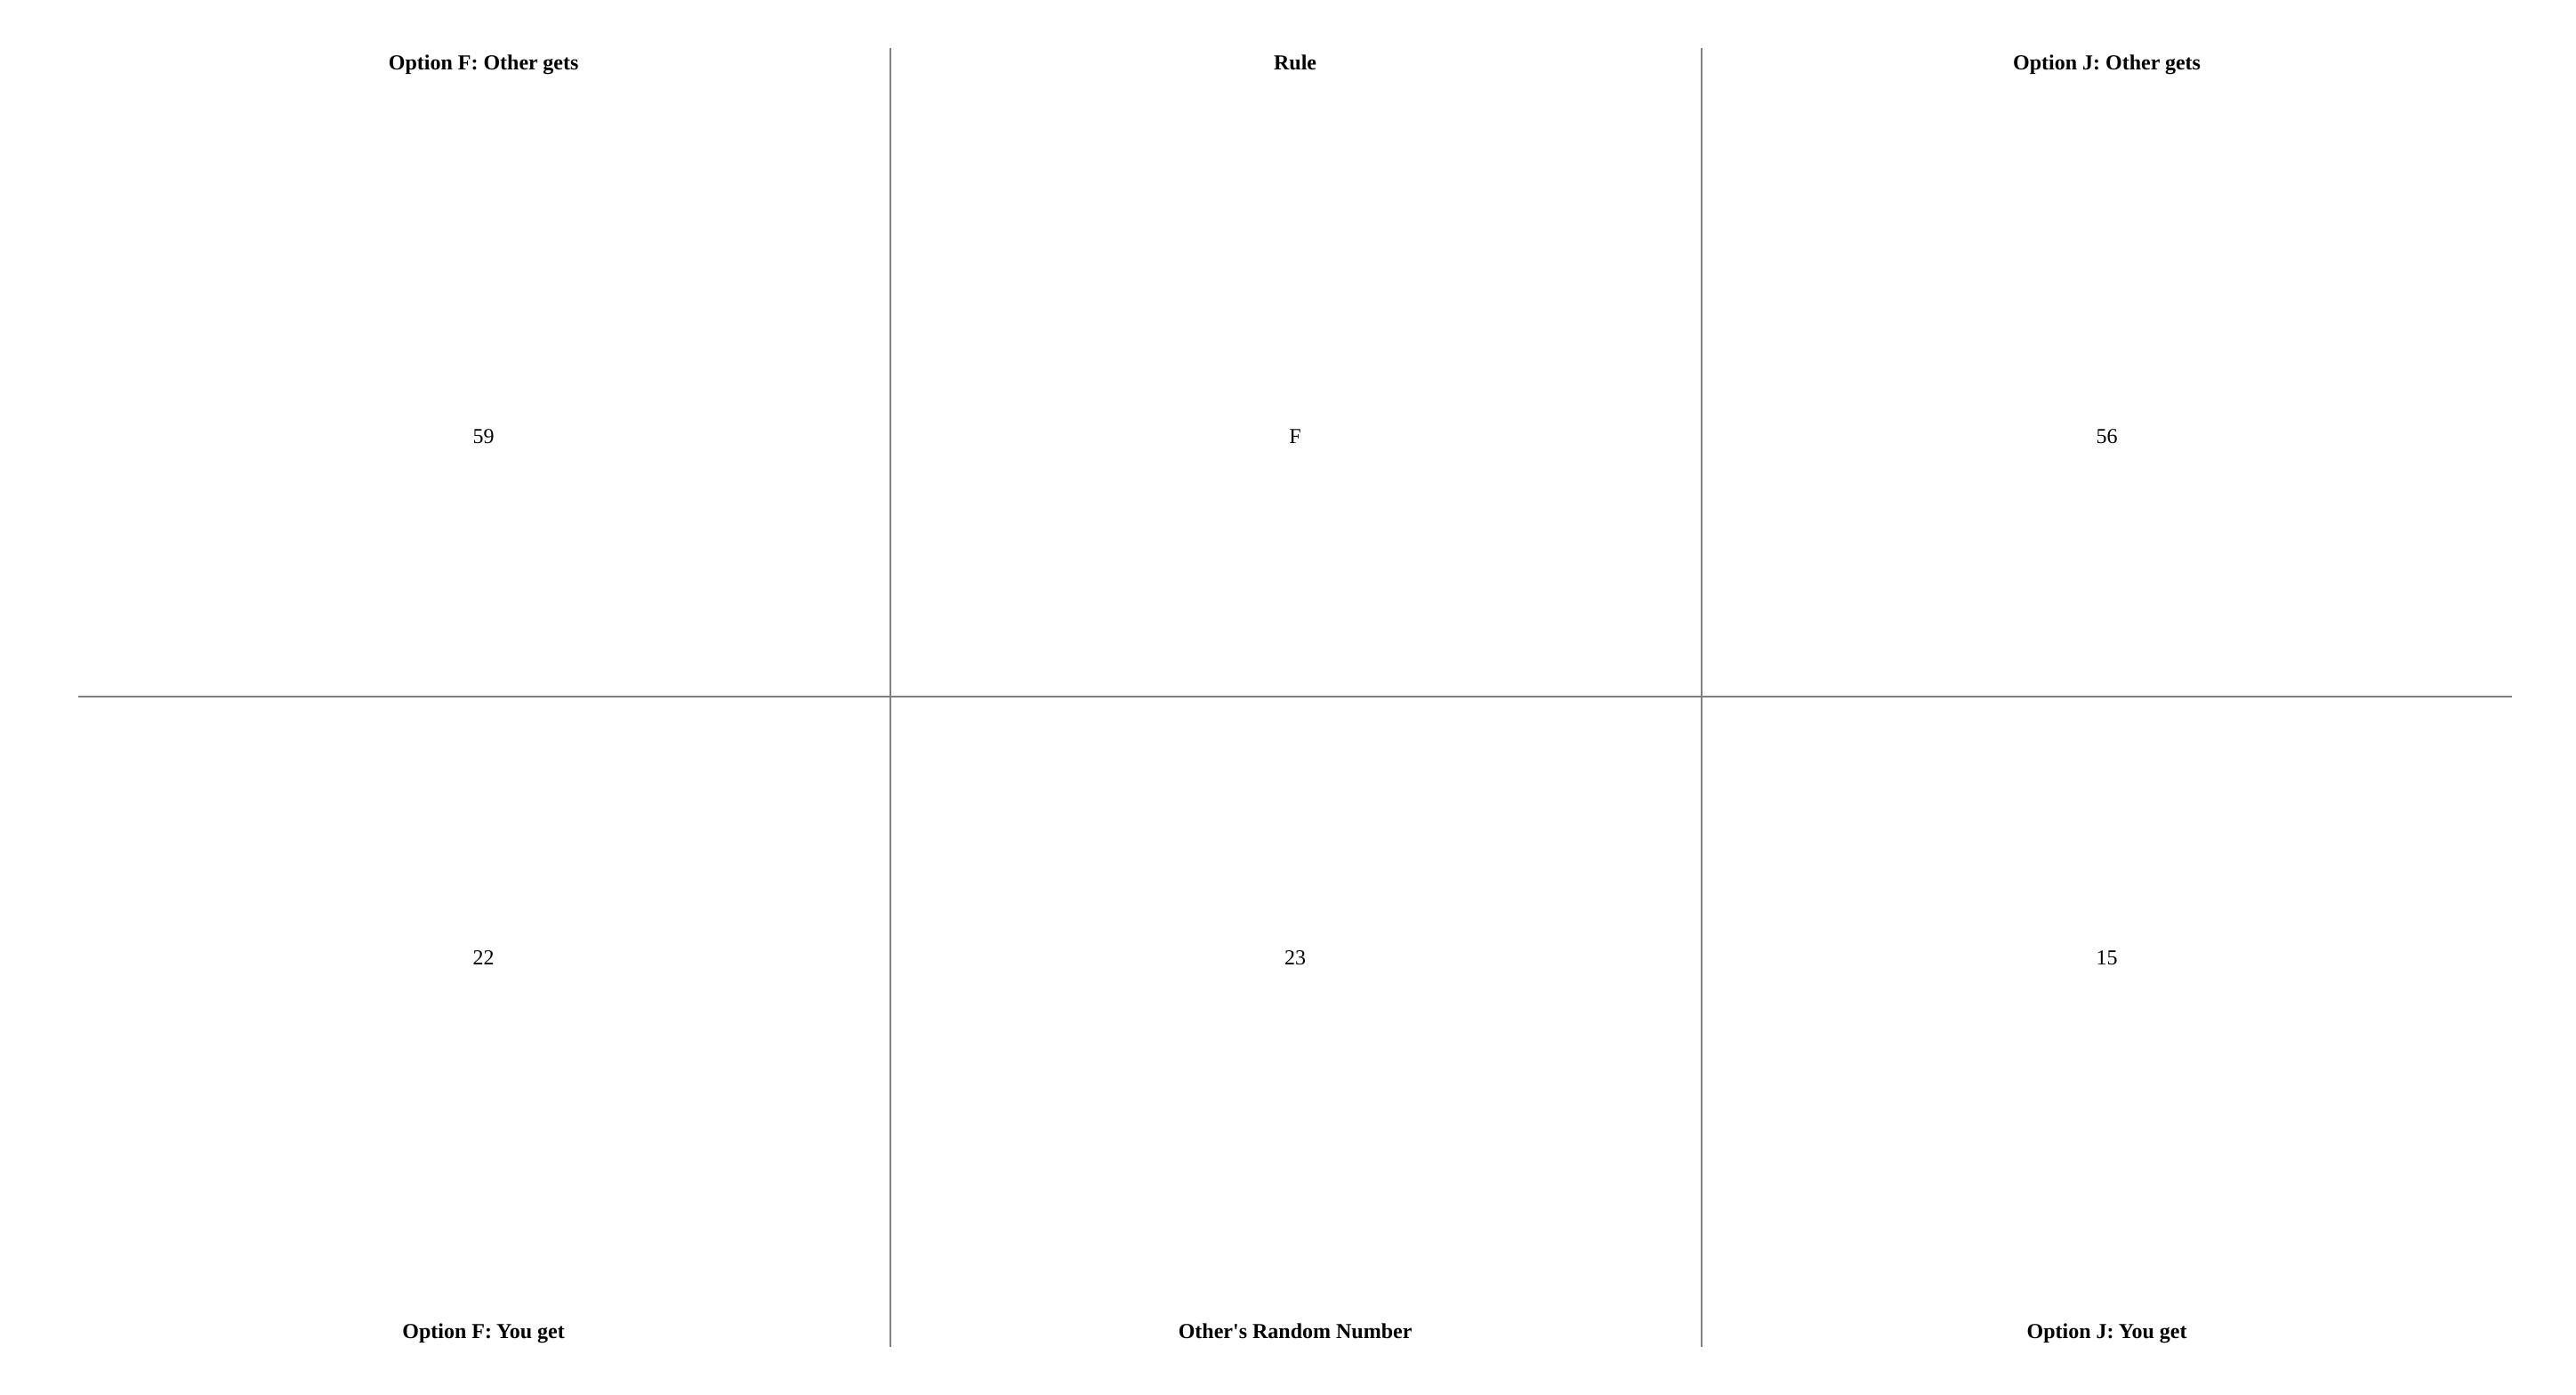 Option F: Other gets
Rule
Option J: Other gets
59
F
56
22
23
15
Option F: You get
Other's Random Number
Option J: You get